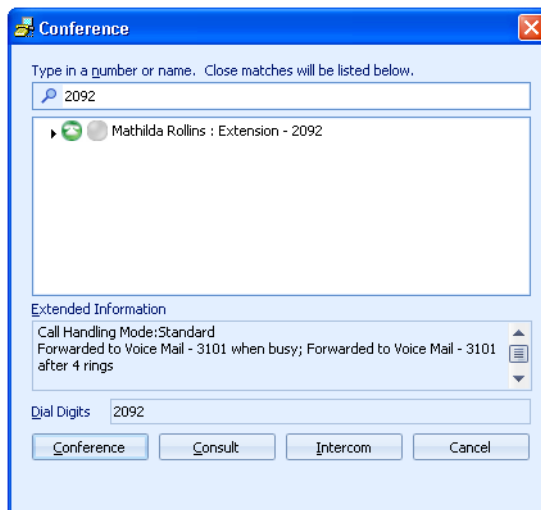 Conference
Type in a number or name. Close matches will be listed below.
2092
Mathilda Rollins : Extension - 2092
Extended Information
Call Handling Mode:Standard
Forwarded to Voice Mail - 3101 when busy; Forwarded to Voice Mail - 3101
after 4 rings
Dial Digits 2092
Conference Consult Intercom Cancel